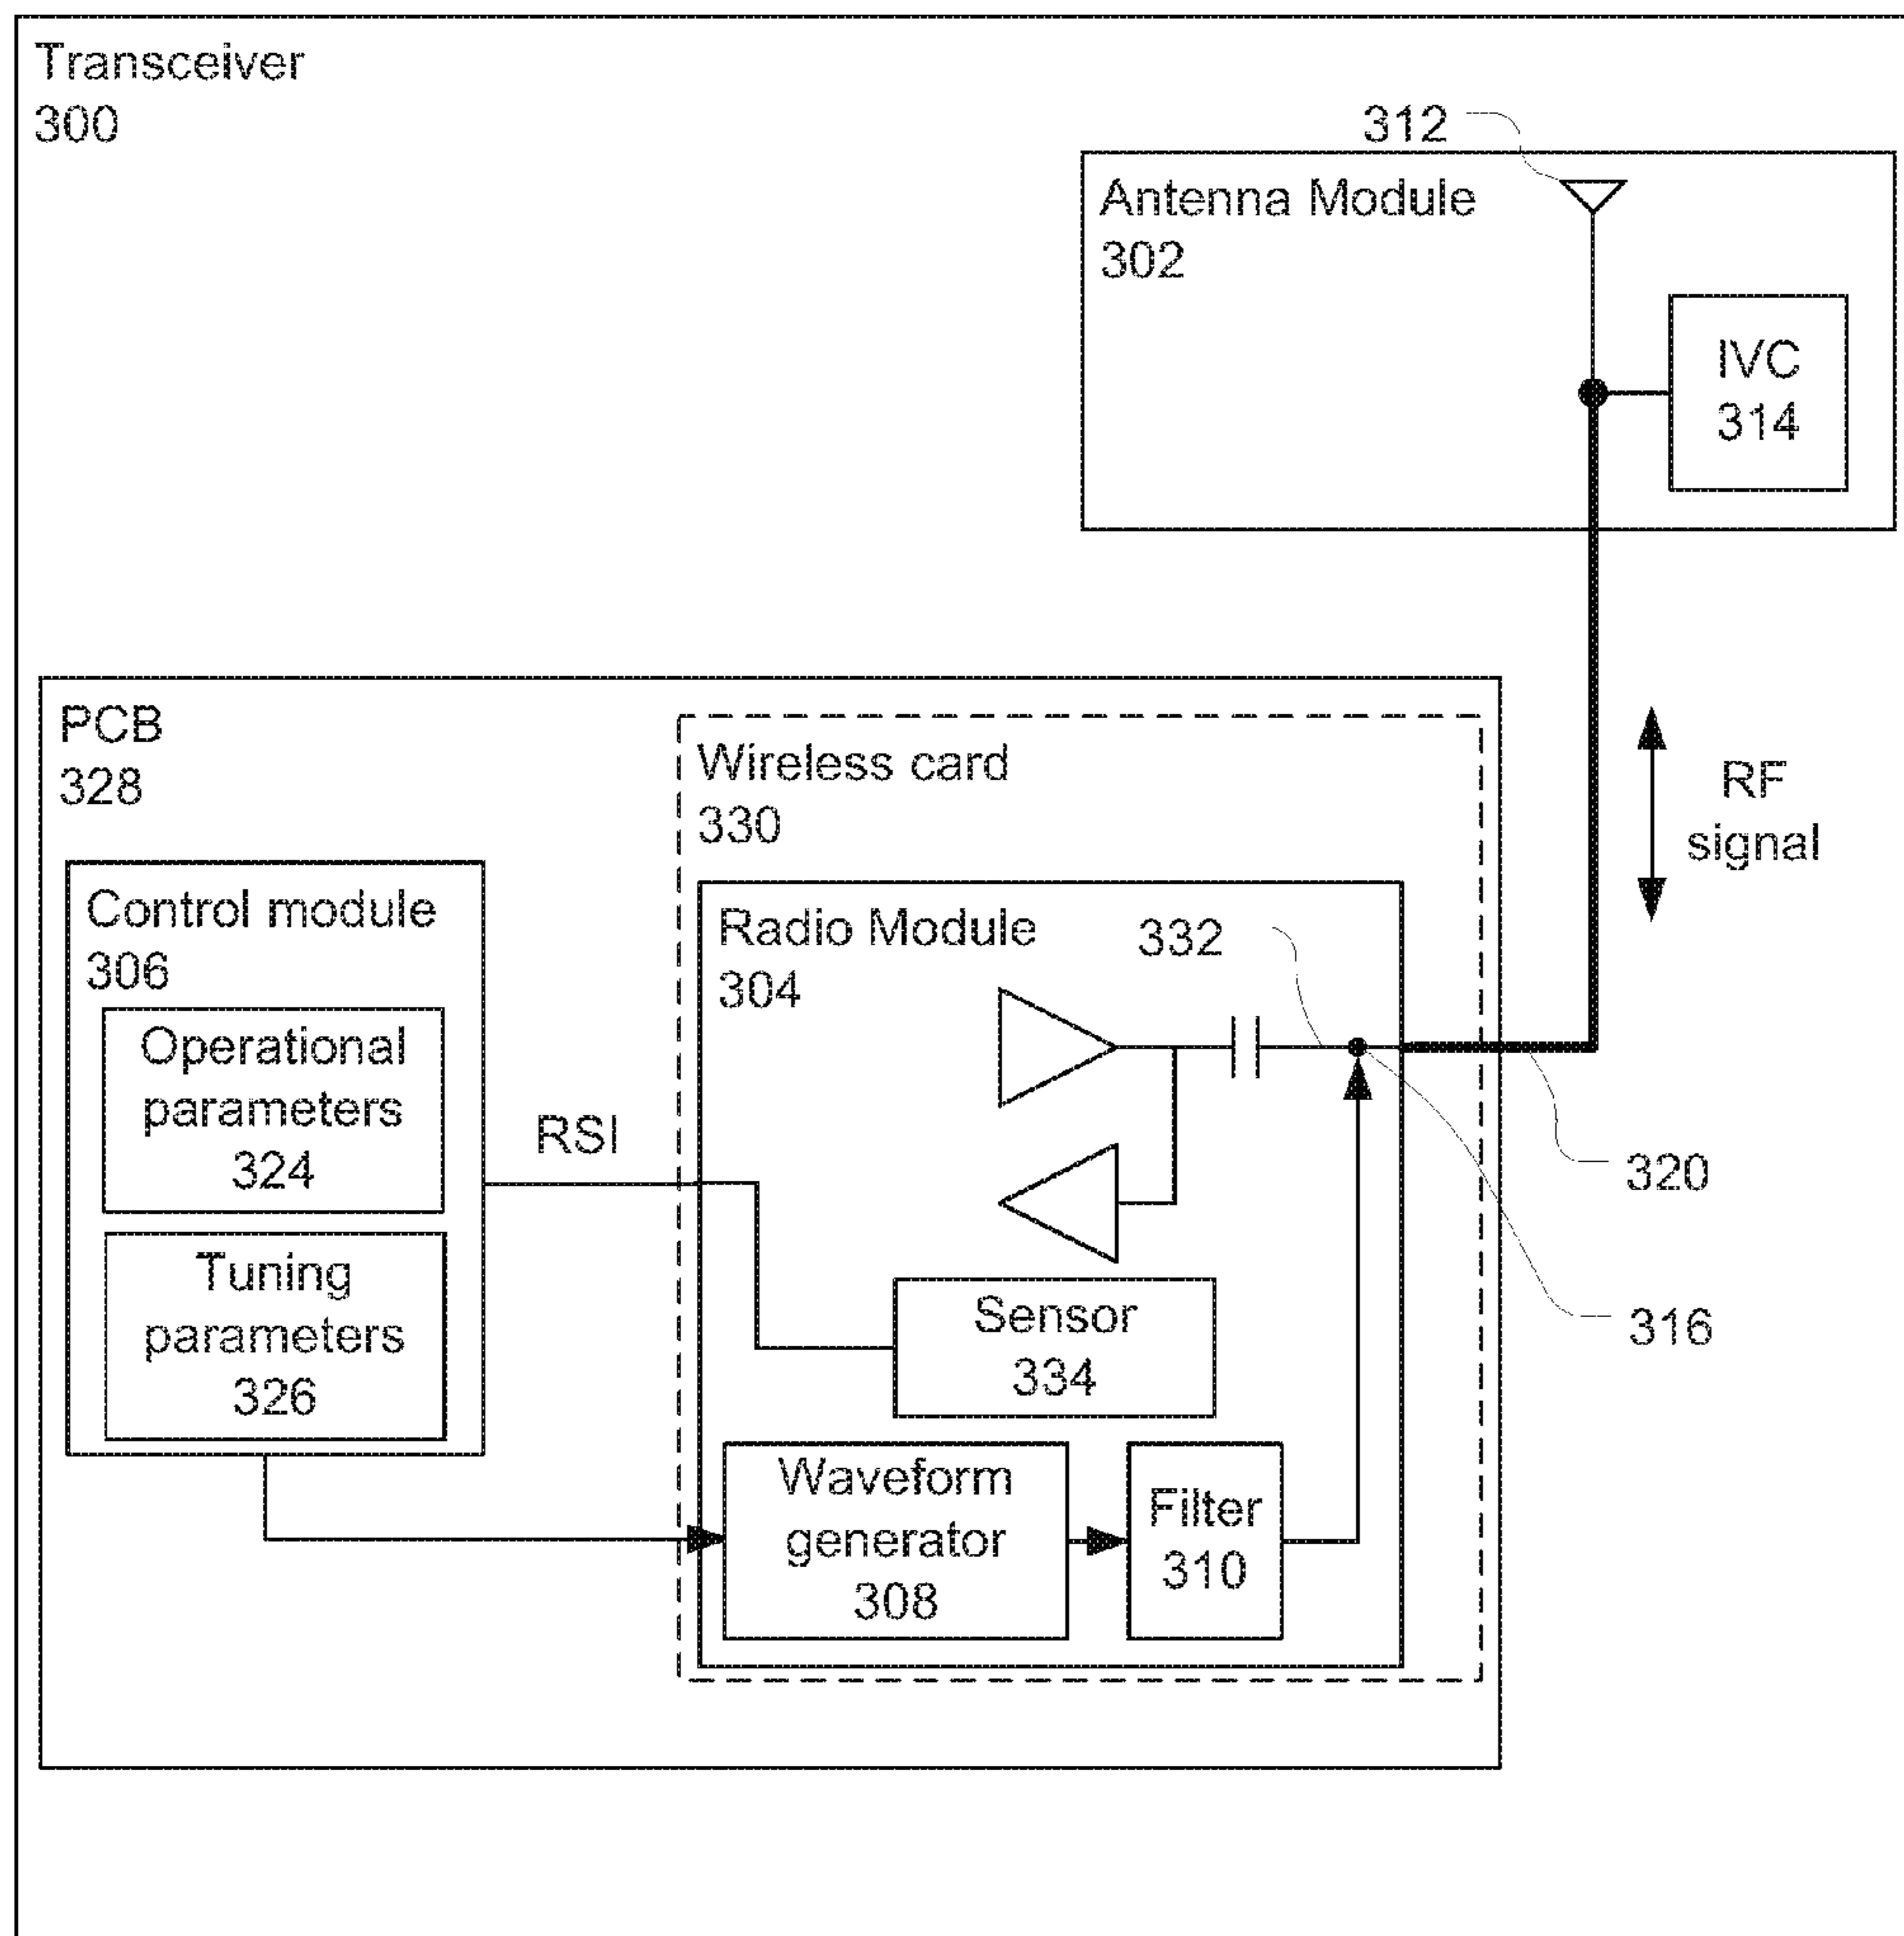 Transceiver
300
312
Antenna Module
302
IVC
314
PCB
328
Wireless card
330
RF
signal
Control module
306
Radio Module
304
332
Operational
parameters
324
RSI
320
Tuning
parameters
326
Sensor
334
316
Waveform
generator
308
Filter
310